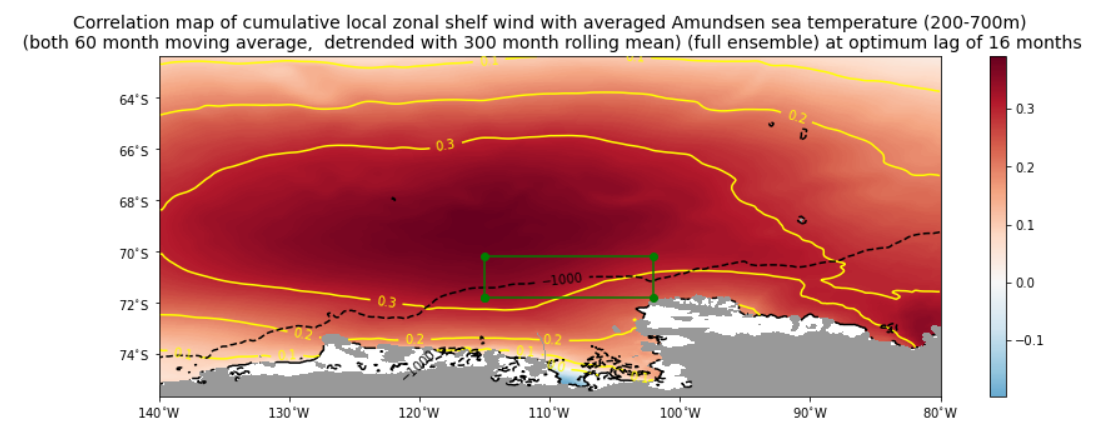 Correlation map of cumulative local zonal shelf wind with averaged Amundsen sea temperature (200-700m)
(both 60 month moving average,  detrended with 300 month rolling mean) (full ensemble) at optimum lag of 16 months
0.1 0.1
64°S
0.2
0.3
66°S
68°S
70°S
−1000
72°S
0.3
0.2 0.2 0.2
74°S
0.1 0.1 0.1
−1000
140°W 130°W 120°W 110°W 100°W 90°W 80°W
0.3
0.2
0.1
0.0
−0.1